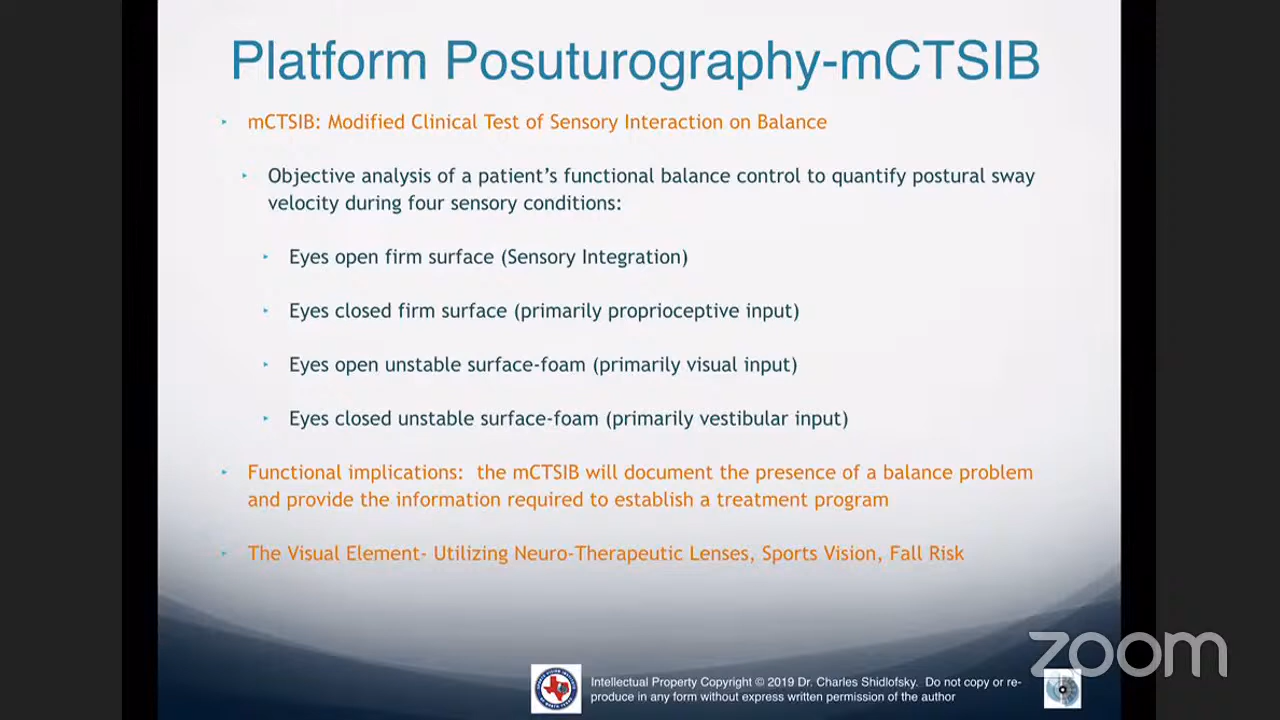 Platform Posuturography-mCTSIB
mCTSIB: Modified Clinical Test of Sensory Interaction on Balance
Objective analysis of a patient's functional balance control to quantify postural sway
velocity during four sensory conditions:
Eyes open firm surface (Sensory Integration)
Eyes closed firm surface (primarily proprioceptive input)
Eyes open unstable surface-foam (primarily visual input)
Eyes closed unstable surface-foam (primarily vestibular input)
Functional implications: the mCTSIB will document the presence of a balance problem
and provide the information required to establish a treatment program
The Visual Element- Utilizing Neuro-Therapeutic Lenses, Sports Vision, Fall Risk
zoom
Intellectual Property Copyright © 2019 Dr. Charles Shidlofsky. Do not copy or re-
produce in any form without express written permission of the author